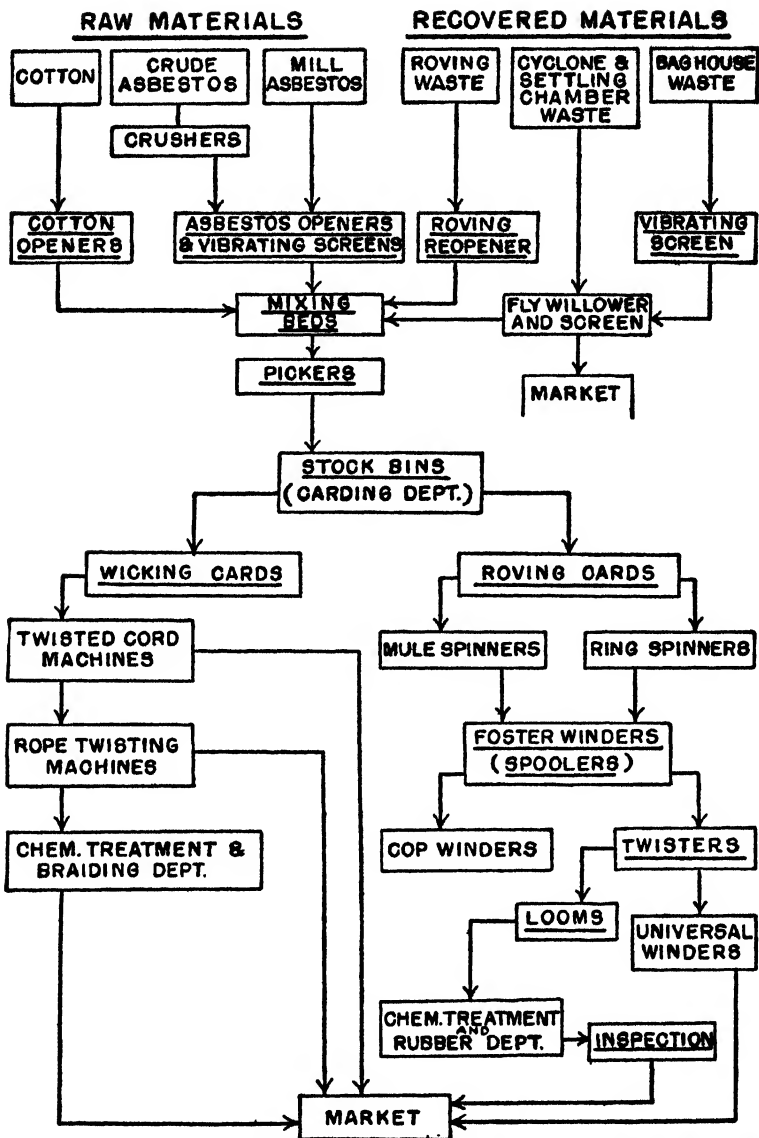 RAW MATERIALS
RECOVERED MATERIALS
COTTON
CRUDE
ASBESTOS
MILL
ASBESTOS
ROVING
WASTE
CYCLONE &
SETTLING
CHAMBER
WASTE
BAG HOUSE
WASTE
CRUSHERS
COTTON
OPENERS
ASBESTOS OPENERS
& VIBRATING SCREENS
ROVING
REOPENER
VIBRATING
SCREEN
MIXING
BEDS
FLY WILLOWER
AND SCREEN
PICKERS
MARKET
STOCK BINS
(CARDING DEPT.)
WICKING CARDS
ROVING CARDS
TWISTED CORD
MACHINES
MULE SPINNERS
RING SPINNERS
ROPE TWISTING
MACHINES
FOSTER WINDERS
(SPOOLERS)
CHEM. TREATMENT &
BRAIDING DEPT.
COP WINDERS
TWISTERS
LOOMS
UNIVERSAL
WINDERS
CHEM. TREATMENT
AND
RUBBER DEPT.
INSPECTION
MARKET